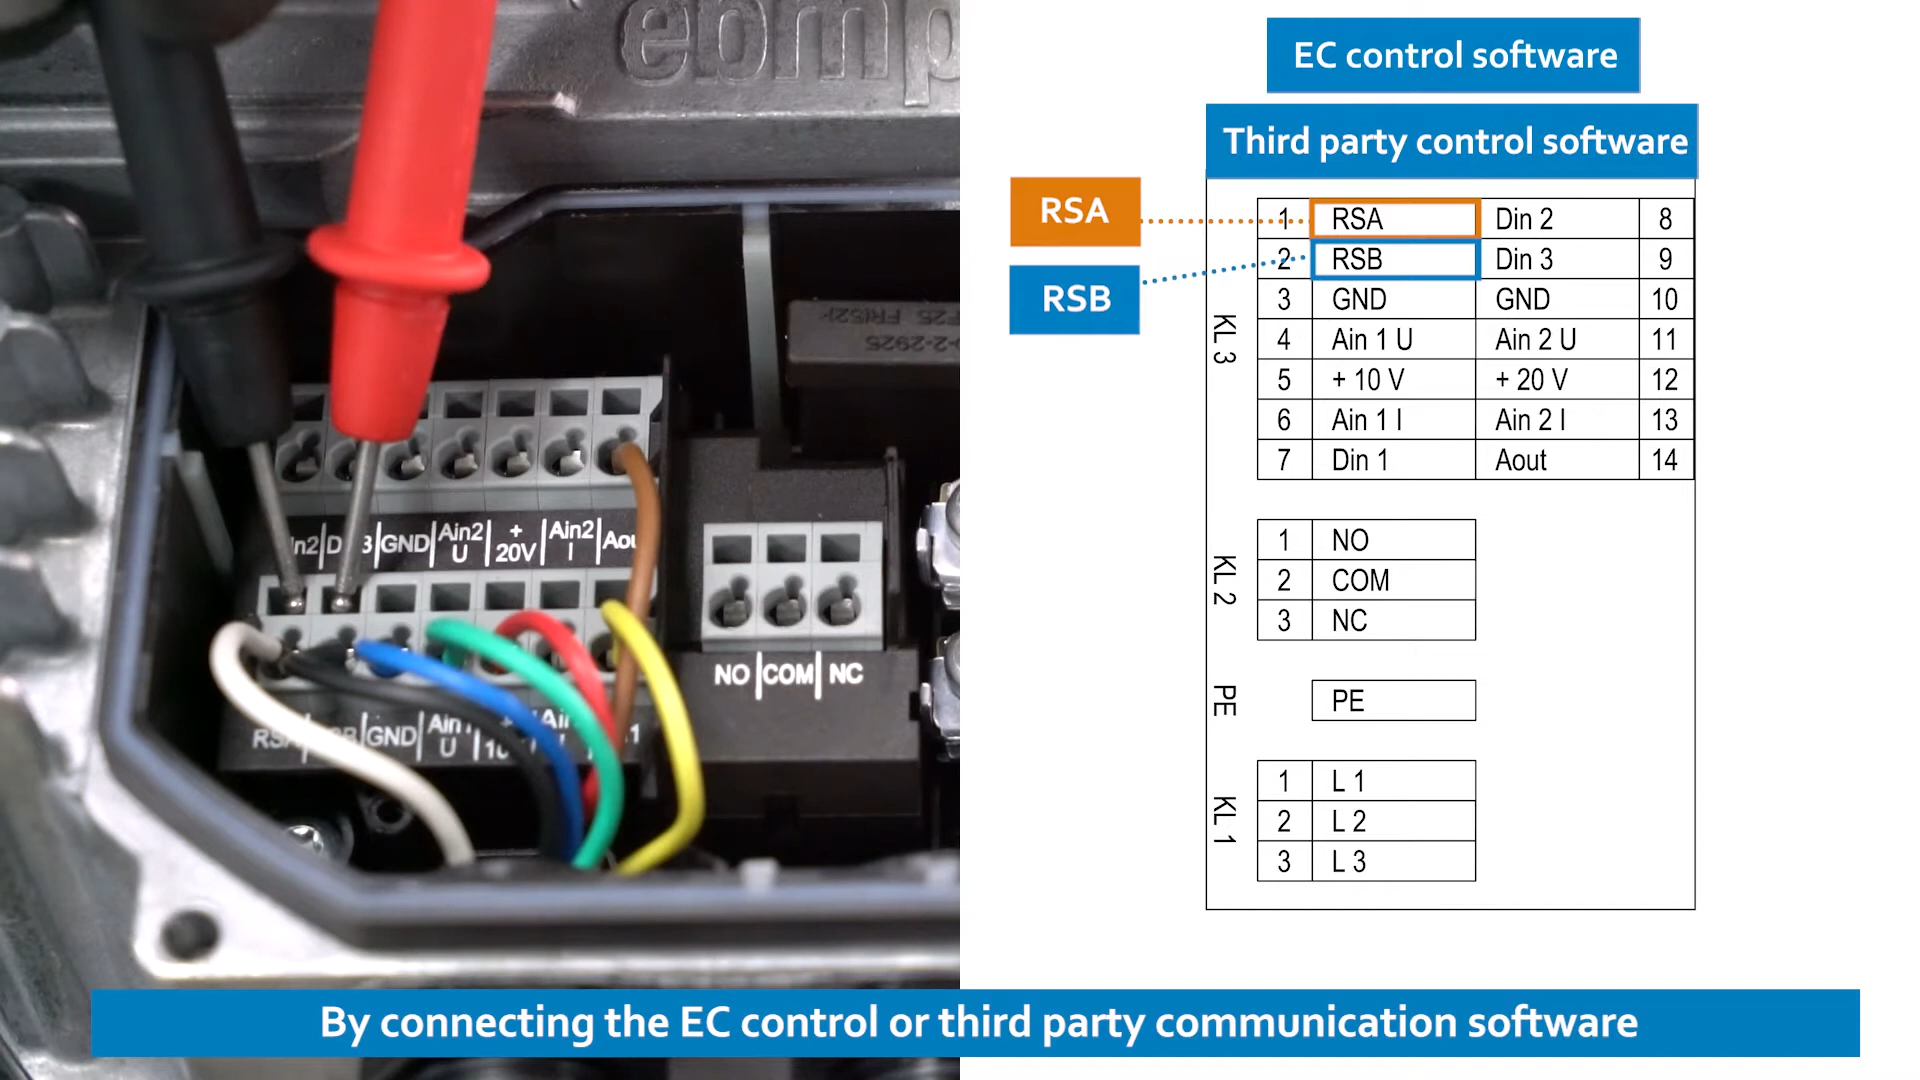 ebmp
EC control software
Third party control software
RSA
RSB
KL 3
1 RSA Din 2 8
2 RSB Din 3 9
3 GND GND 10
4 Ain 1 U Ain 2 U 11
5 + 10 V + 20 V 12
6 Ain 1 I Ain 2 I 13
7 Din 1 Aout 14
KL 2
1 NO
2 COM
3 NC
PE
PE
KL 1
1 L 1
2 L 2
3 L 3
GND Ain2 U + 20V Ain2 I Aou
NO COM NC
GND
By connecting the EC control or third party communication software